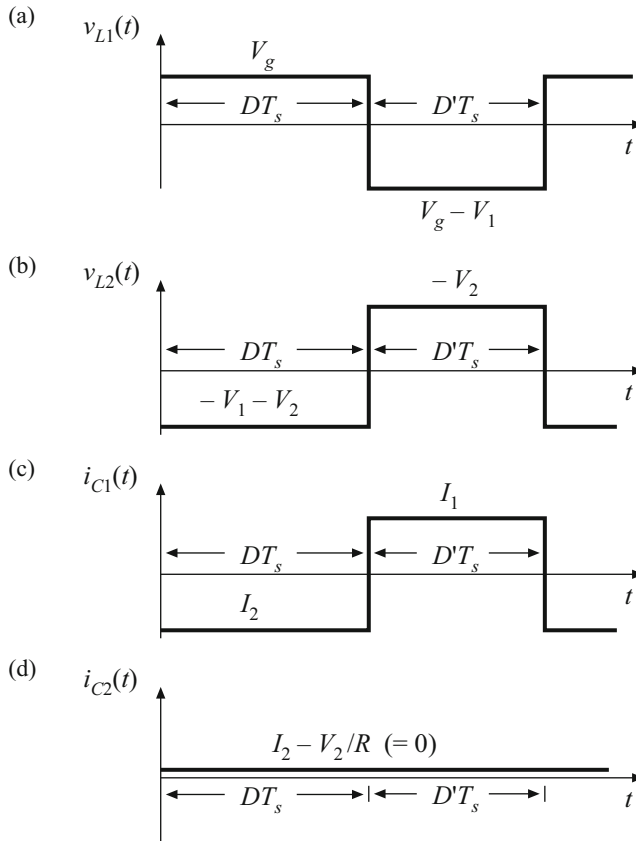 (a)
v_{L1}(t)
V_g
DT_s D'T_s
t
V_g – V_1
(b)
v_{L2}(t)
– V_2
DT_s D'T_s
– V_1 – V_2
t
(c)
i_{C1}(t)
I_1
DT_s D'T_s
I_2
t
(d)
i_{C2}(t)
I_2 – V_2/R (= 0)
DT_s D'T_s
t